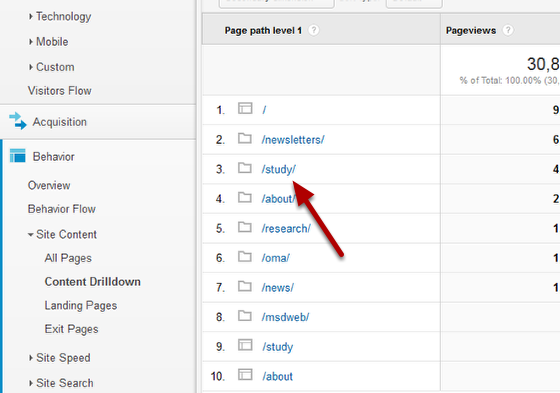 Technology
Mobile
Custom
Visitors Flow
Acquisition
Behavior
Overview
Behavior Flow
Site Content
All Pages
Content Drilldown
Landing Pages
Exit Pages
Site Speed
Site Search
Page path level 1 ? Pageviews ?
30,8
% of Total: 100.00% (30,
1. / 9
2. /newsletters/ 6
3. /study/ 4
4. /about/ 2
5. /research/ 1
6. /oma/ 1
7. /news/ 1
8. /msdweb/
9. /study
10. /about